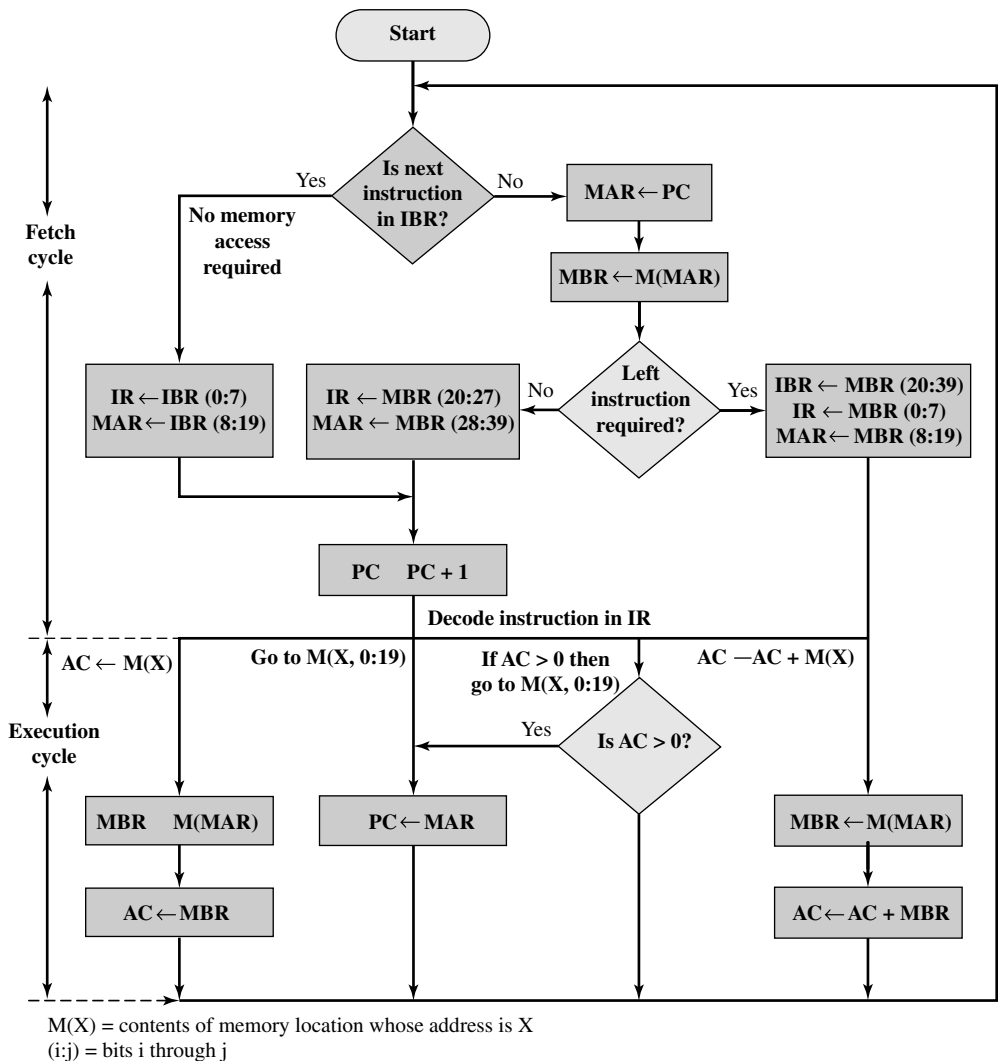 Start
Is next
instruction
in IBR?
Yes
No
No memory
access
required
MAR ← PC
MBR ← M(MAR)
Fetch
cycle
Left
instruction
required?
No
Yes
IR ← IBR (0:7)
MAR ← IBR (8:19)
IR ← MBR (20:27)
MAR ← MBR (28:39)
IBR ← MBR (20:39)
IR ← MBR (0:7)
MAR ← MBR (8:19)
PC PC + 1
Decode instruction in IR
AC ← M(X)
Go to M(X, 0:19)
If AC > 0 then
go to M(X, 0:19)
AC —AC + M(X)
Execution
cycle
Yes
Is AC > 0?
MBR M(MAR)
PC ← MAR
MBR ← M(MAR)
AC ← MBR
AC ← AC + MBR
M(X) = contents of memory location whose address is X
(i:j) = bits i through j